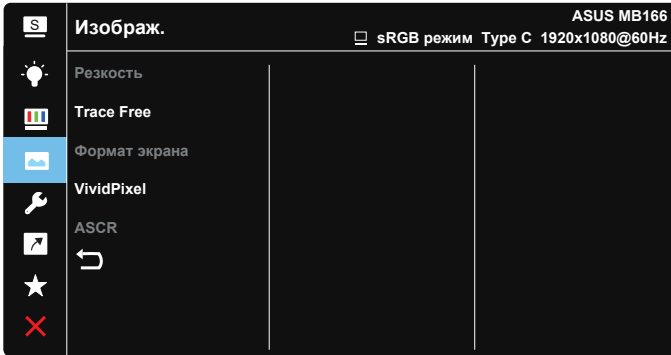 S
Изображ.
ASUS MB166
sRGB режим Type C 1920x1080@60Hz
Резкость
Trace Free
Формат экрана
VividPixel
ASCR